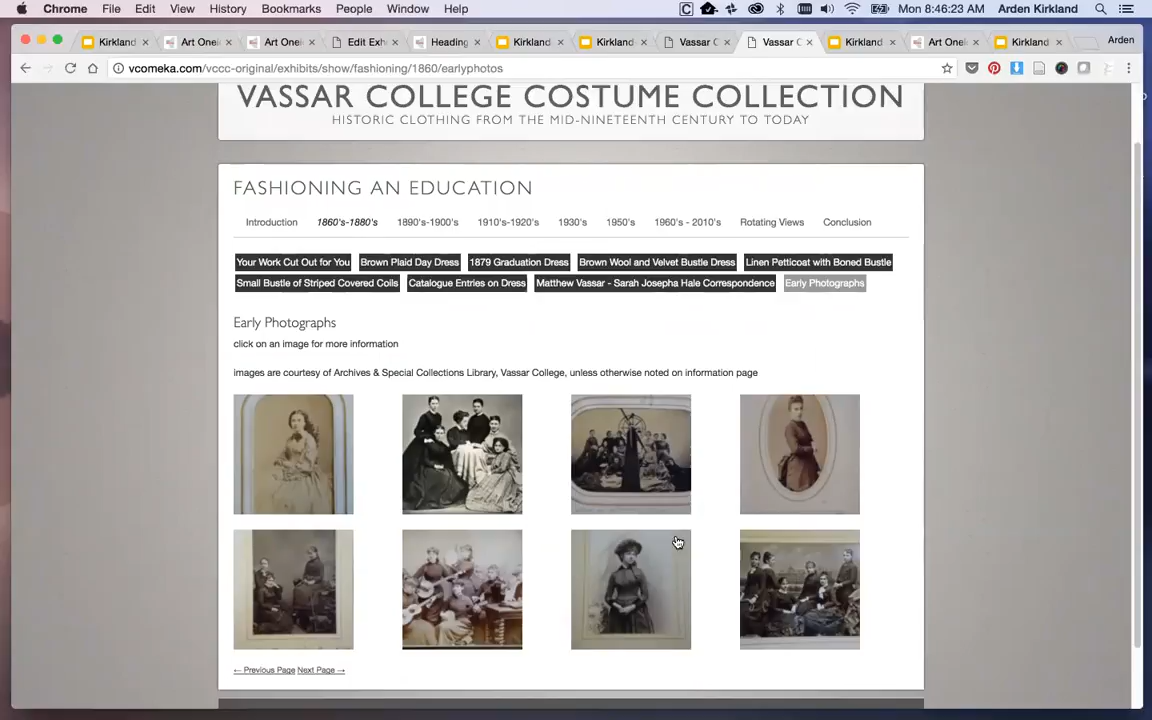 Chrome File Edit View History Bookmarks People Window Help Mon 8:46:23 AM Arden Kirkland
Kirkland Art Onei Art Onei Edit Exh Heading Kirkland Kirkland Vassar C Vassar C Kirkland Art Onei Kirkland Arden
vcomeka.com/vccc-original/exhibits/show/fashioning/1860/earlyphotos
VASSAR COLLEGE COSTUME COLLECTION
HISTORIC CLOTHING FROM THE MID-NINETEENTH CENTURY TO TODAY
FASHIONING AN EDUCATION
Introduction 1860's-1880's 1890's-1900's 1910's-1920's 1930's 1950's 1960's - 2010's Rotating Views Conclusion
Your Work Cut Out for You Brown Plaid Day Dress 1879 Graduation Dress Brown Wool and Velvet Bustle Dress Linen Petticoat with Boned Bustle
Small Bustle of Striped Covered Coils Catalogue Entries on Dress Matthew Vassar - Sarah Josepha Hale Correspondence Early Photographs
Early Photographs
click on an image for more information
images are courtesy of Archives & Special Collections Library, Vassar College, unless otherwise noted on information page
← Previous Page Next Page →